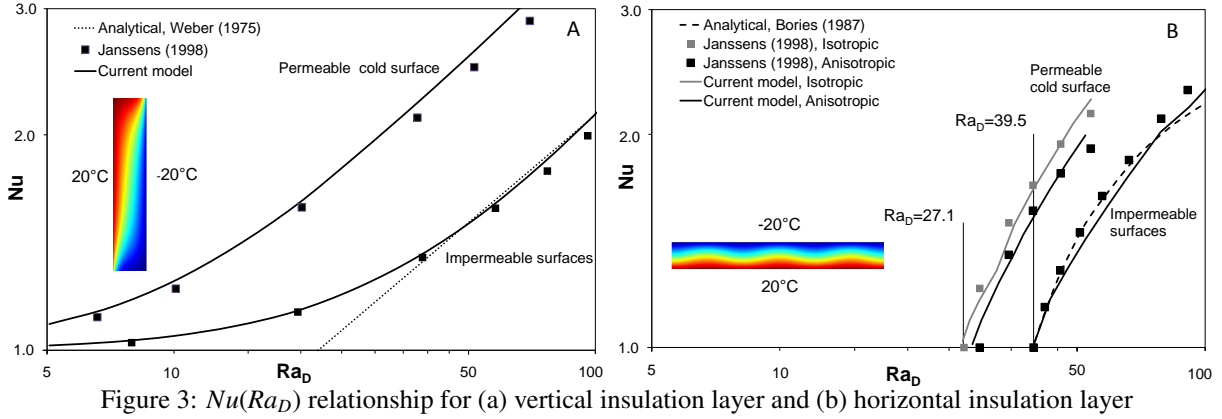 3.0
2.0
1.0
Nu
Analytical, Weber (1975)
Janssens (1998)
Current model
A
Permeable cold surface
20°C
-20°C
Impermeable surfaces
5
10
50
100
Ra_D
3.0
2.0
1.0
Nu
Analytical, Bories (1987)
Janssens (1998), Isotropic
Janssens (1998), Anisotropic
Current model, Isotropic
Current model, Anisotropic
B
Permeable
cold surface
Ra_D=39.5
Ra_D=27.1
-20°C
20°C
Impermeable
surfaces
5
10
50
100
Ra_D
Figure 3: Nu(Ra_D) relationship for (a) vertical insulation layer and (b) horizontal insulation layer